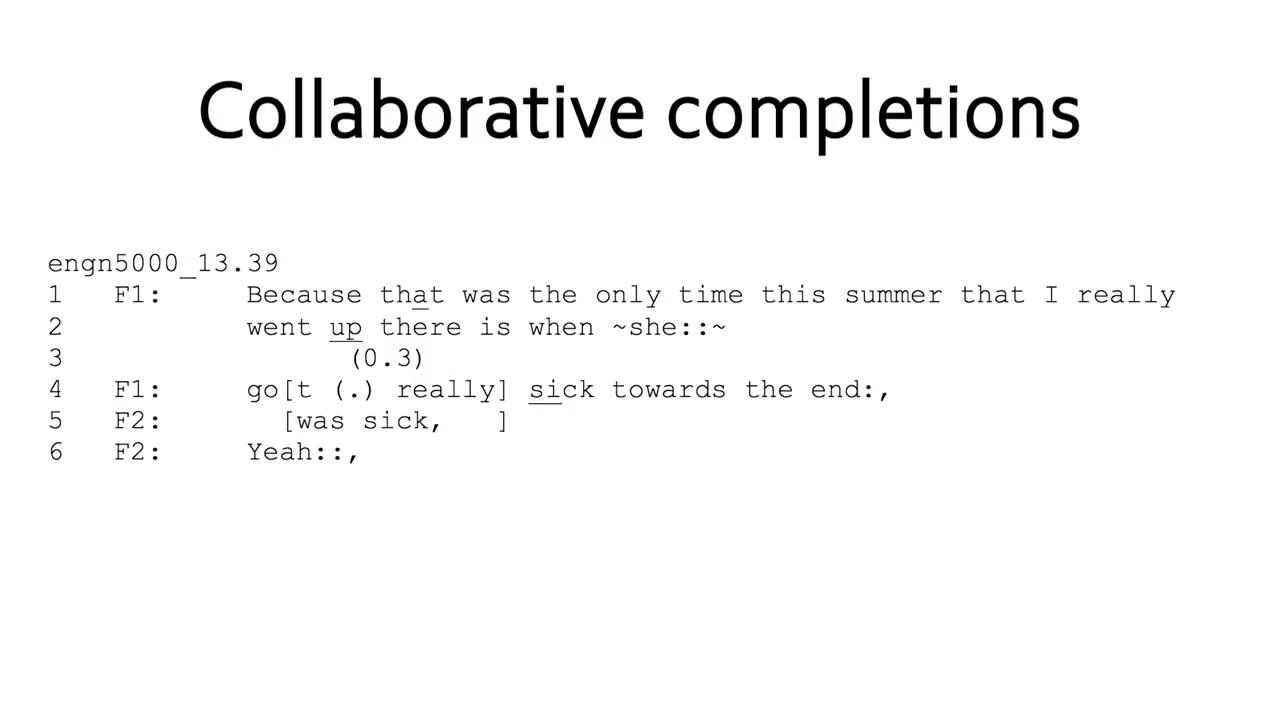 Collaborative completions
engn5000_13.39
1 F1: Because that was the only time this summer that I really
2 went up there is when ~she::~
3 (0.3)
4 F1: go[t (.) really] sick towards the end:,
5 F2: [was sick, ]
6 F2: Yeah::,